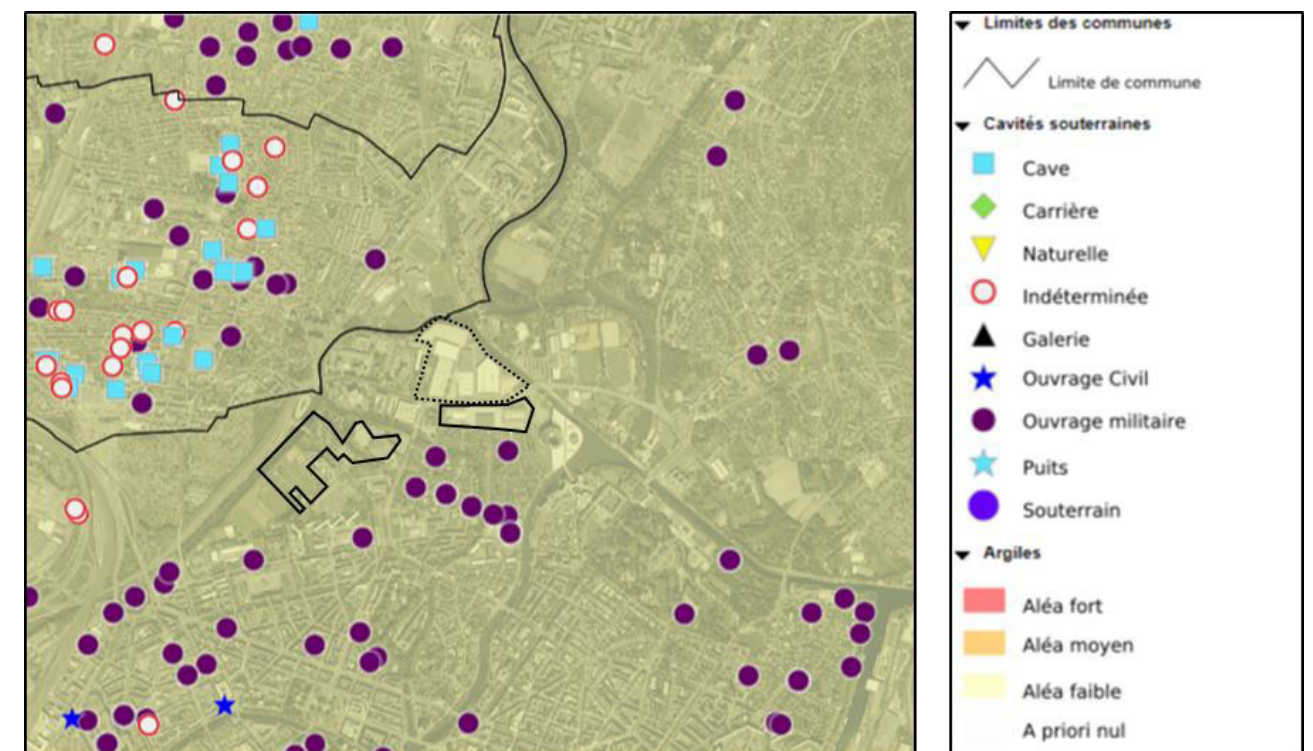 Limites des communes
Limite de commune
Cavités souterraines
Cave
Carrière
Naturelle
Indéterminée
Galerie
Ouvrage Civil
Ouvrage militaire
Puits
Souterrain
Argiles
Aléa fort
Aléa moyen
Aléa faible
A priori nul